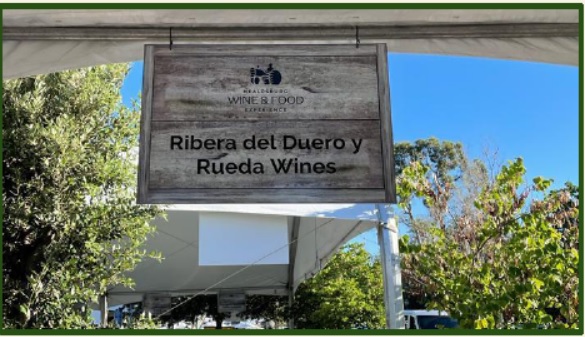 HEALDSBURG
WINE & FOOD
EXPERIENCE
Ribera del Duero y
Rueda Wines